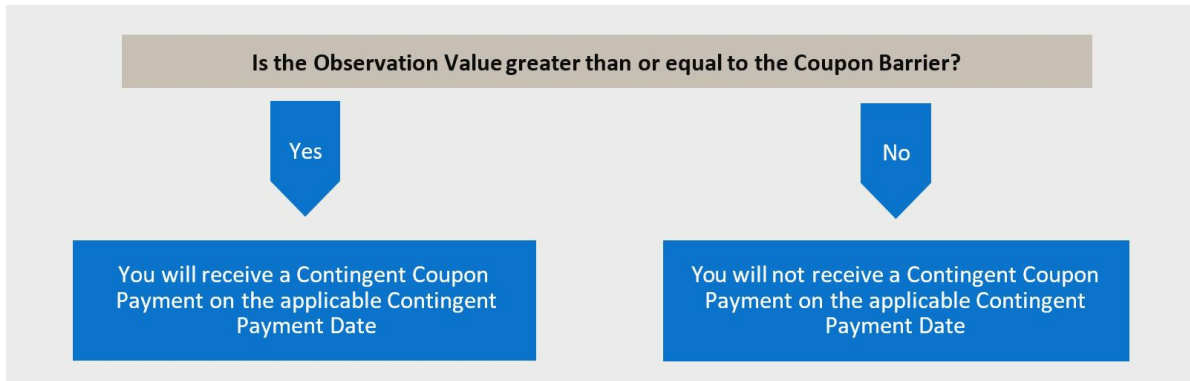 Is the Observation Value greater than or equal to the Coupon Barrier?
Yes
No
You will receive a Contingent Coupon
Payment on the applicable Contingent
Payment Date
You will not receive a Contingent Coupon
Payment on the applicable Contingent
Payment Date